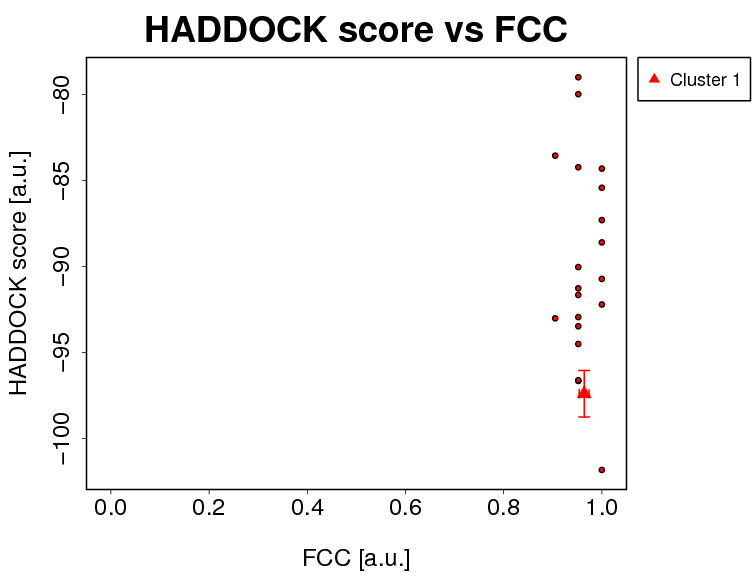 HADDOCK score vs FCC
Cluster 1
HADDOCK score [a.u.]
−80
−85
−90
−95
−100
0.0 0.2 0.4 0.6 0.8 1.0
FCC [a.u.]